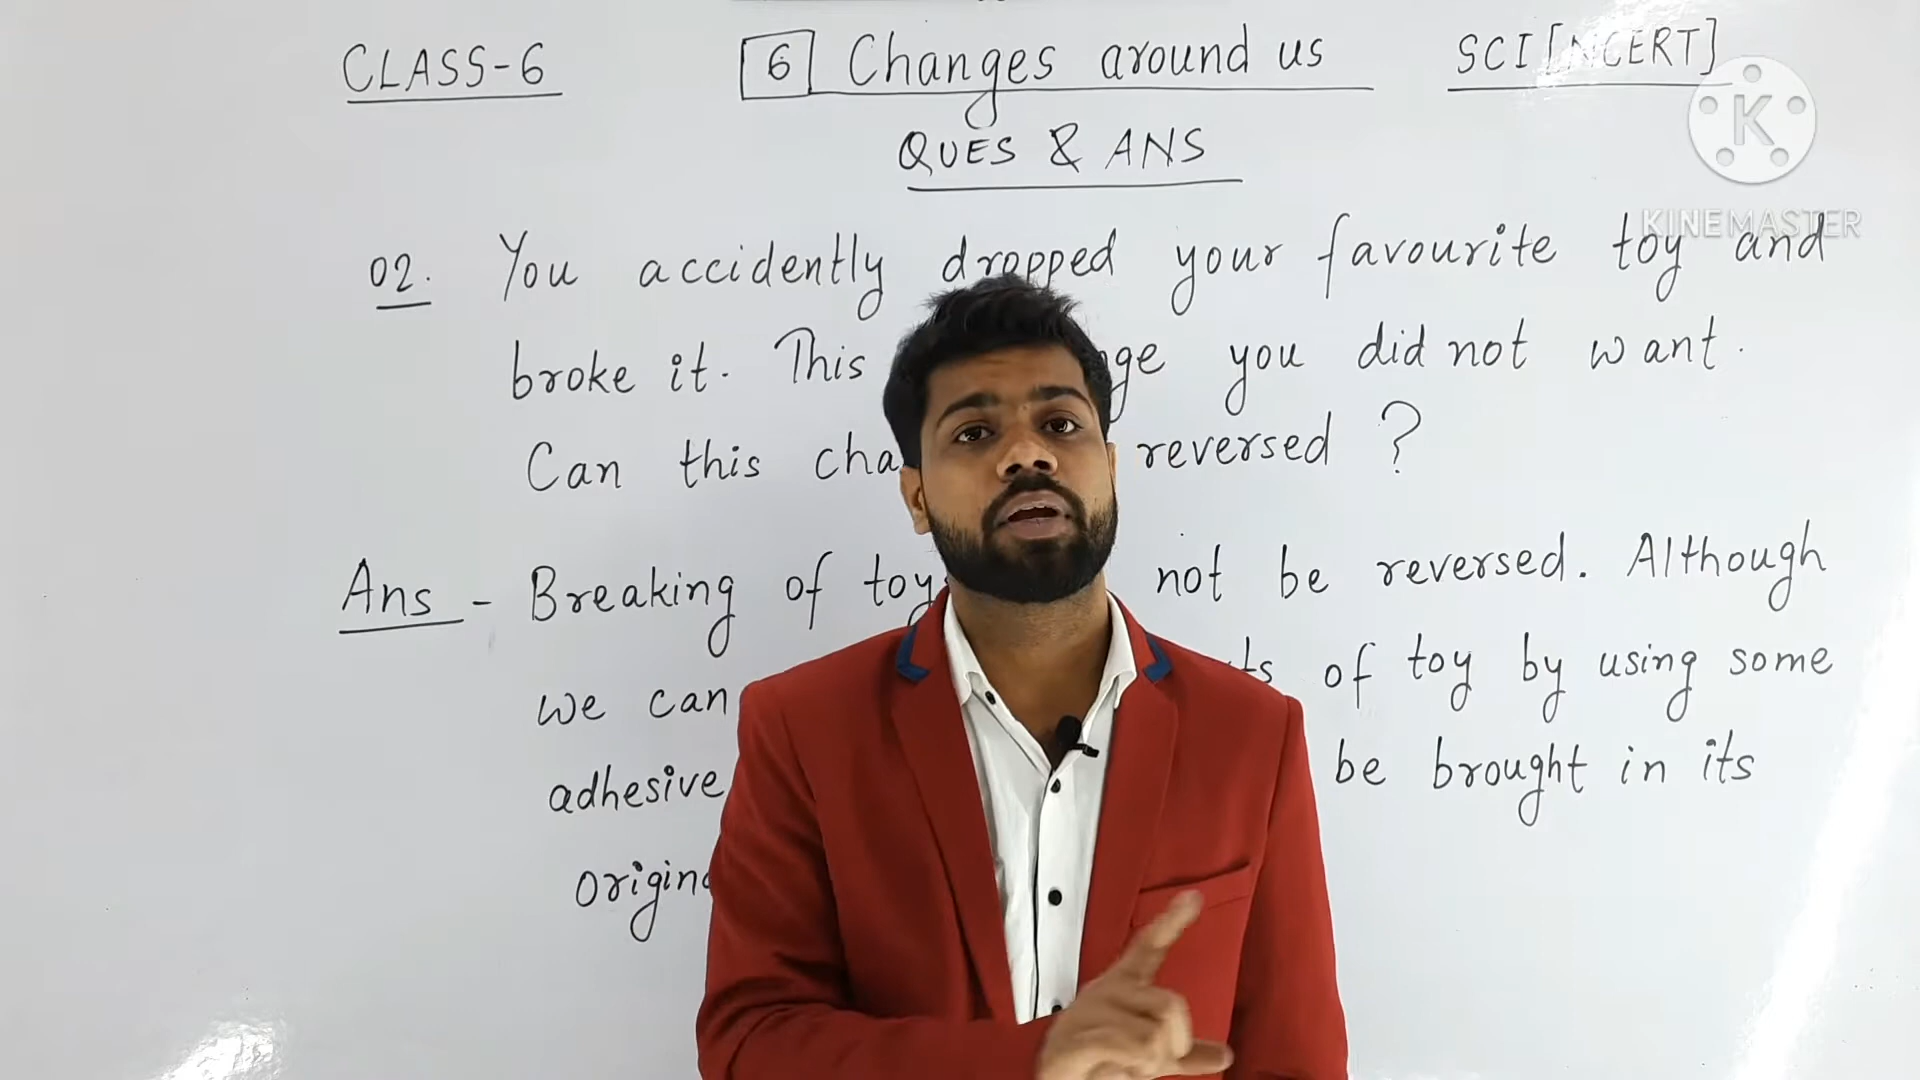 CLASS-6
6 Changes around us
SCI [NCERT]
K
KINEMASTER
QUES & ANS
02. You accidently dropped your favourite toy and
broke it. This you did not want.
Can this reversed ?
Ans - Breaking of not be reversed. Although
we can of toy by using some
adhesive be brought in its